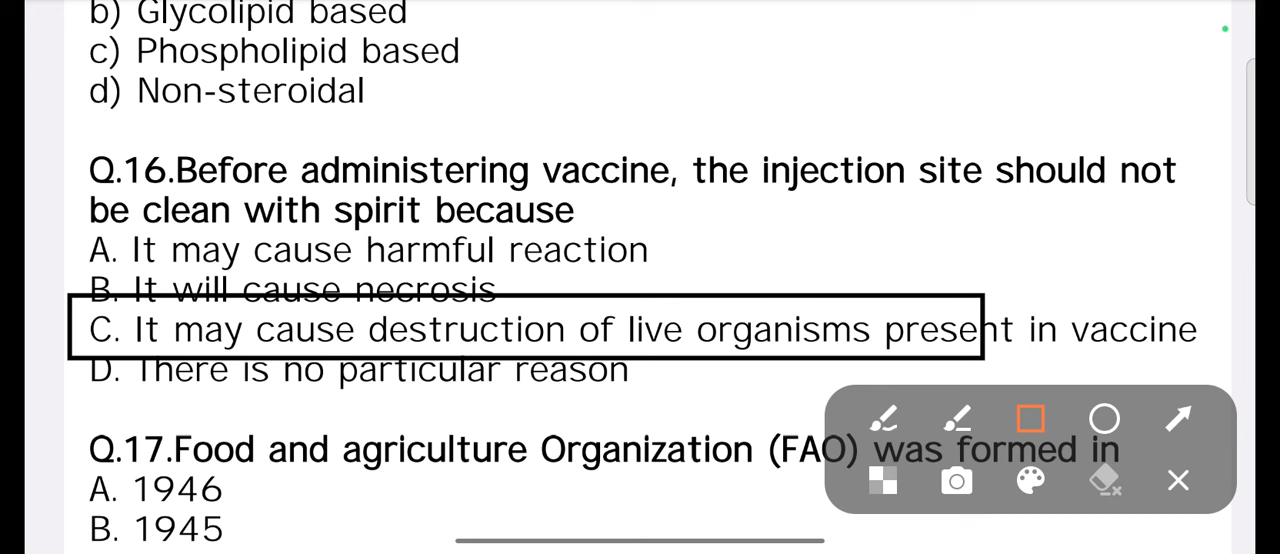 b) Glycolipid based
c) Phospholipid based
d) Non-steroidal
Q.16.Before administering vaccine, the injection site should not
be clean with spirit because
A. It may cause harmful reaction
B. It will cause necrosis
C. It may cause destruction of live organisms present in vaccine
D. There is no particular reason
Q.17.Food and agriculture Organization (FAO) was formed in
A. 1946
B. 1945